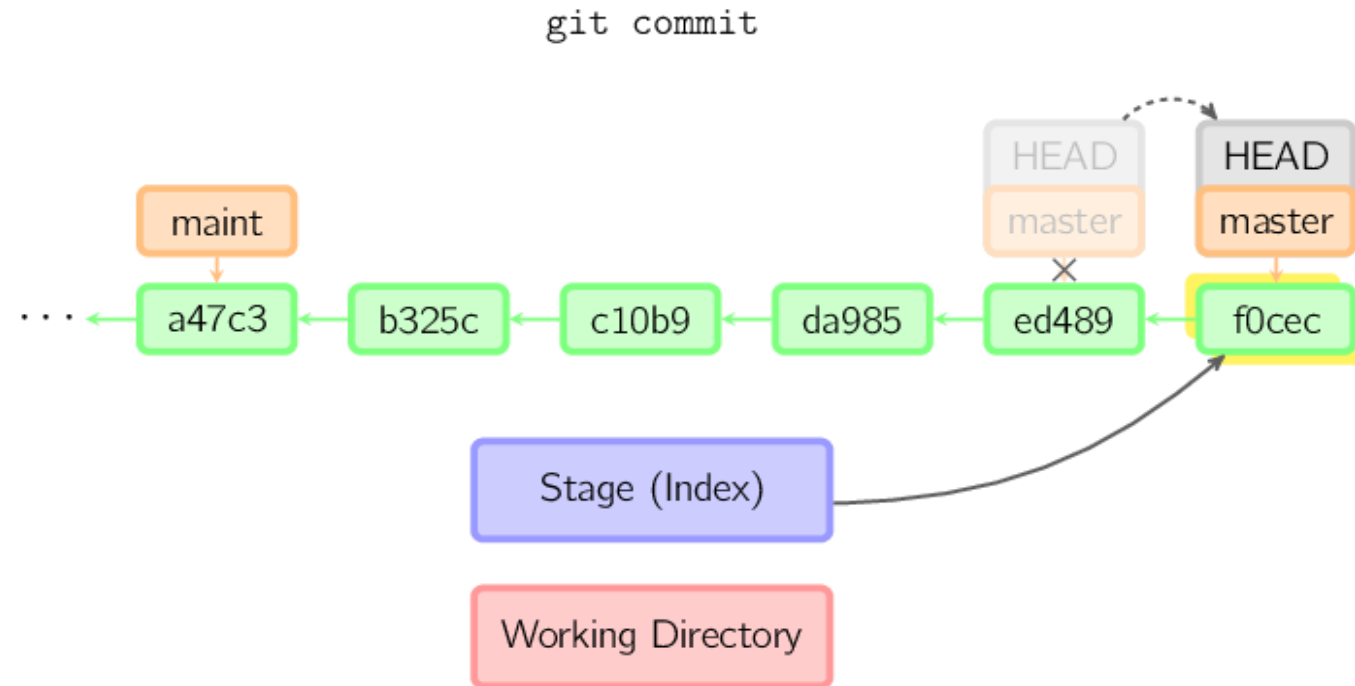 git commit
HEAD
HEAD
maint
master
master
...
a47c3
b325c
c10b9
da985
ed489
f0cec
Stage (Index)
Working Directory